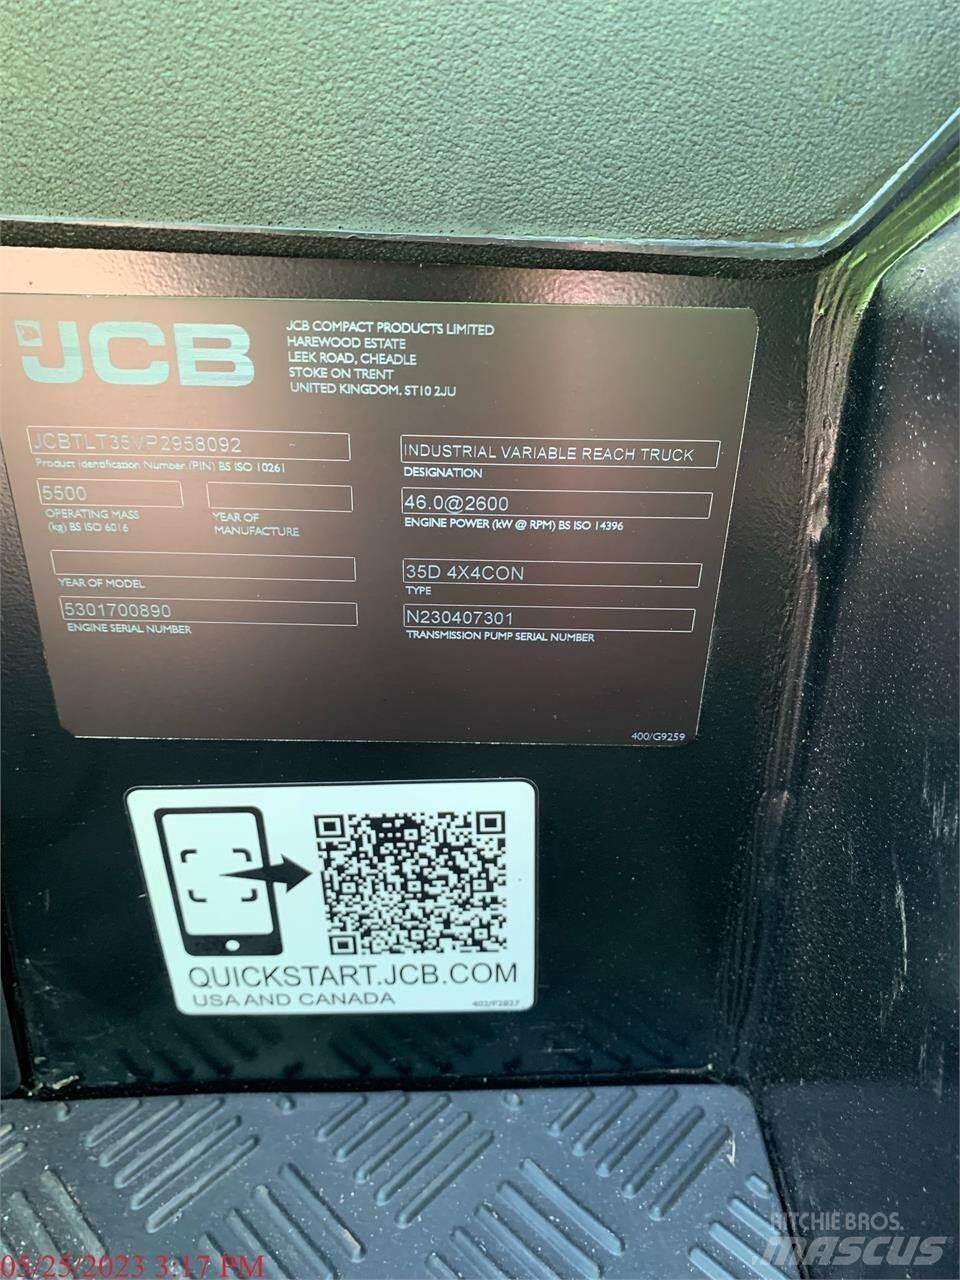 JCB
JCB COMPACT PRODUCTS LIMITED
HAREWOOD ESTATE
LEEK ROAD, CHEADLE
STOKE ON TRENT
UNITED KINGDOM, ST10 2JU
JCBTLT35VP2958092
Product Identification Number (PIN) BS ISO 10261
5500
OPERATING MASS
(kg) BS ISO 6016
YEAR OF
MANUFACTURE
YEAR OF MODEL
5301700890
ENGINE SERIAL NUMBER
INDUSTRIAL VARIABLE REACH TRUCK
DESIGNATION
46.0@2600
ENGINE POWER (kW @ RPM) BS ISO 14396
35D 4X4CON
TYPE
N230407301
TRANSMISSION PUMP SERIAL NUMBER
400/G9259
QUICKSTART.JCB.COM
USA AND CANADA
402/F2827
05/25/2023 3:17 PM
RITCHIE BROS.
MASCUS